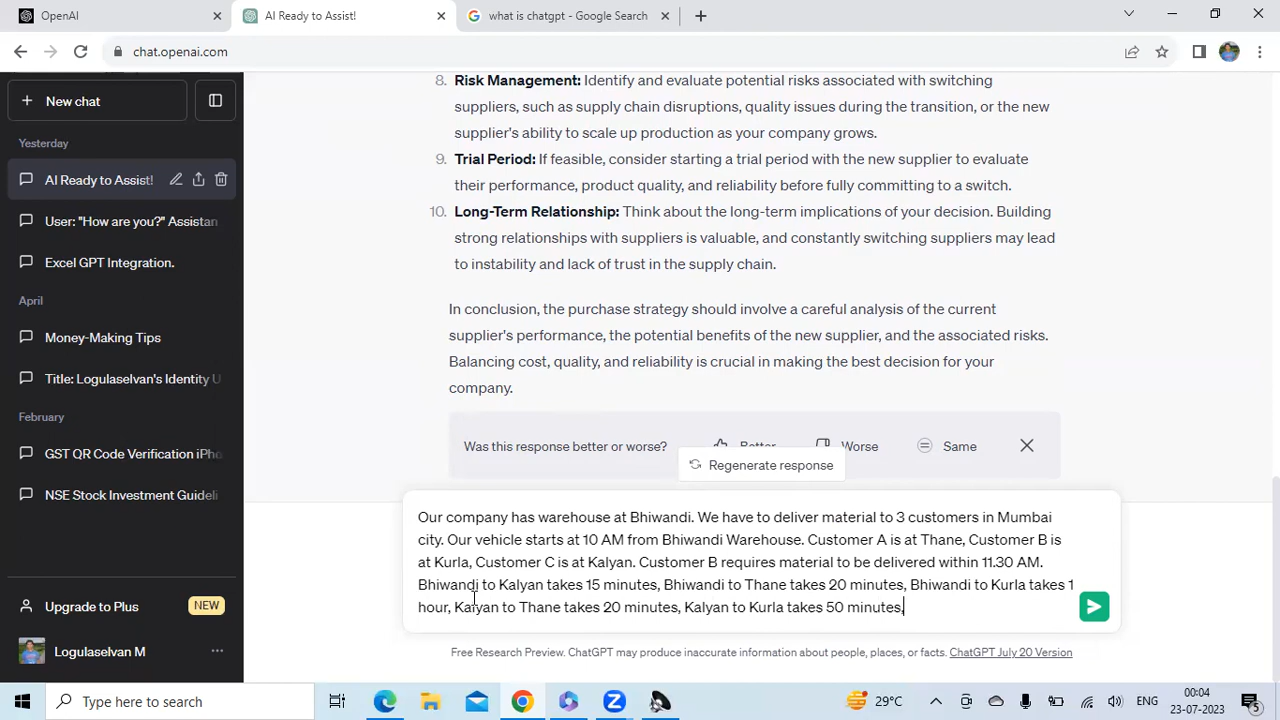 OpenAI
AI Ready to Assist!
what is chatgpt - Google Search
chat.openai.com
New chat
Yesterday
AI Ready to Assist!
User: "How are you?" Assistan
Excel GPT Integration.
April
Money-Making Tips
Title: Logulaselvan's Identity U
February
GST QR Code Verification iPho
NSE Stock Investment Guideli
Upgrade to Plus
NEW
Logulaselvan M
8. Risk Management: Identify and evaluate potential risks associated with switching
suppliers, such as supply chain disruptions, quality issues during the transition, or the new
supplier's ability to scale up production as your company grows.
9. Trial Period: If feasible, consider starting a trial period with the new supplier to evaluate
their performance, product quality, and reliability before fully committing to a switch.
10. Long-Term Relationship: Think about the long-term implications of your decision. Building
strong relationships with suppliers is valuable, and constantly switching suppliers may lead
to instability and lack of trust in the supply chain.
In conclusion, the purchase strategy should involve a careful analysis of the current
supplier's performance, the potential benefits of the new supplier, and the associated risks.
Balancing cost, quality, and reliability is crucial in making the best decision for your
company.
Was this response better or worse?
Better
Worse
Same
Regenerate response
Our company has warehouse at Bhiwandi. We have to deliver material to 3 customers in Mumbai
city. Our vehicle starts at 10 AM from Bhiwandi Warehouse. Customer A is at Thane, Customer B is
at Kurla, Customer C is at Kalyan. Customer B requires material to be delivered within 11.30 AM.
Bhiwandi to Kalyan takes 15 minutes, Bhiwandi to Thane takes 20 minutes, Bhiwandi to Kurla takes 1
hour, Kalyan to Thane takes 20 minutes, Kalyan to Kurla takes 50 minutes,
Free Research Preview. ChatGPT may produce inaccurate information about people, places, or facts. ChatGPT July 20 Version
Type here to search
29°C
ENG
00:04
23-07-2023
5